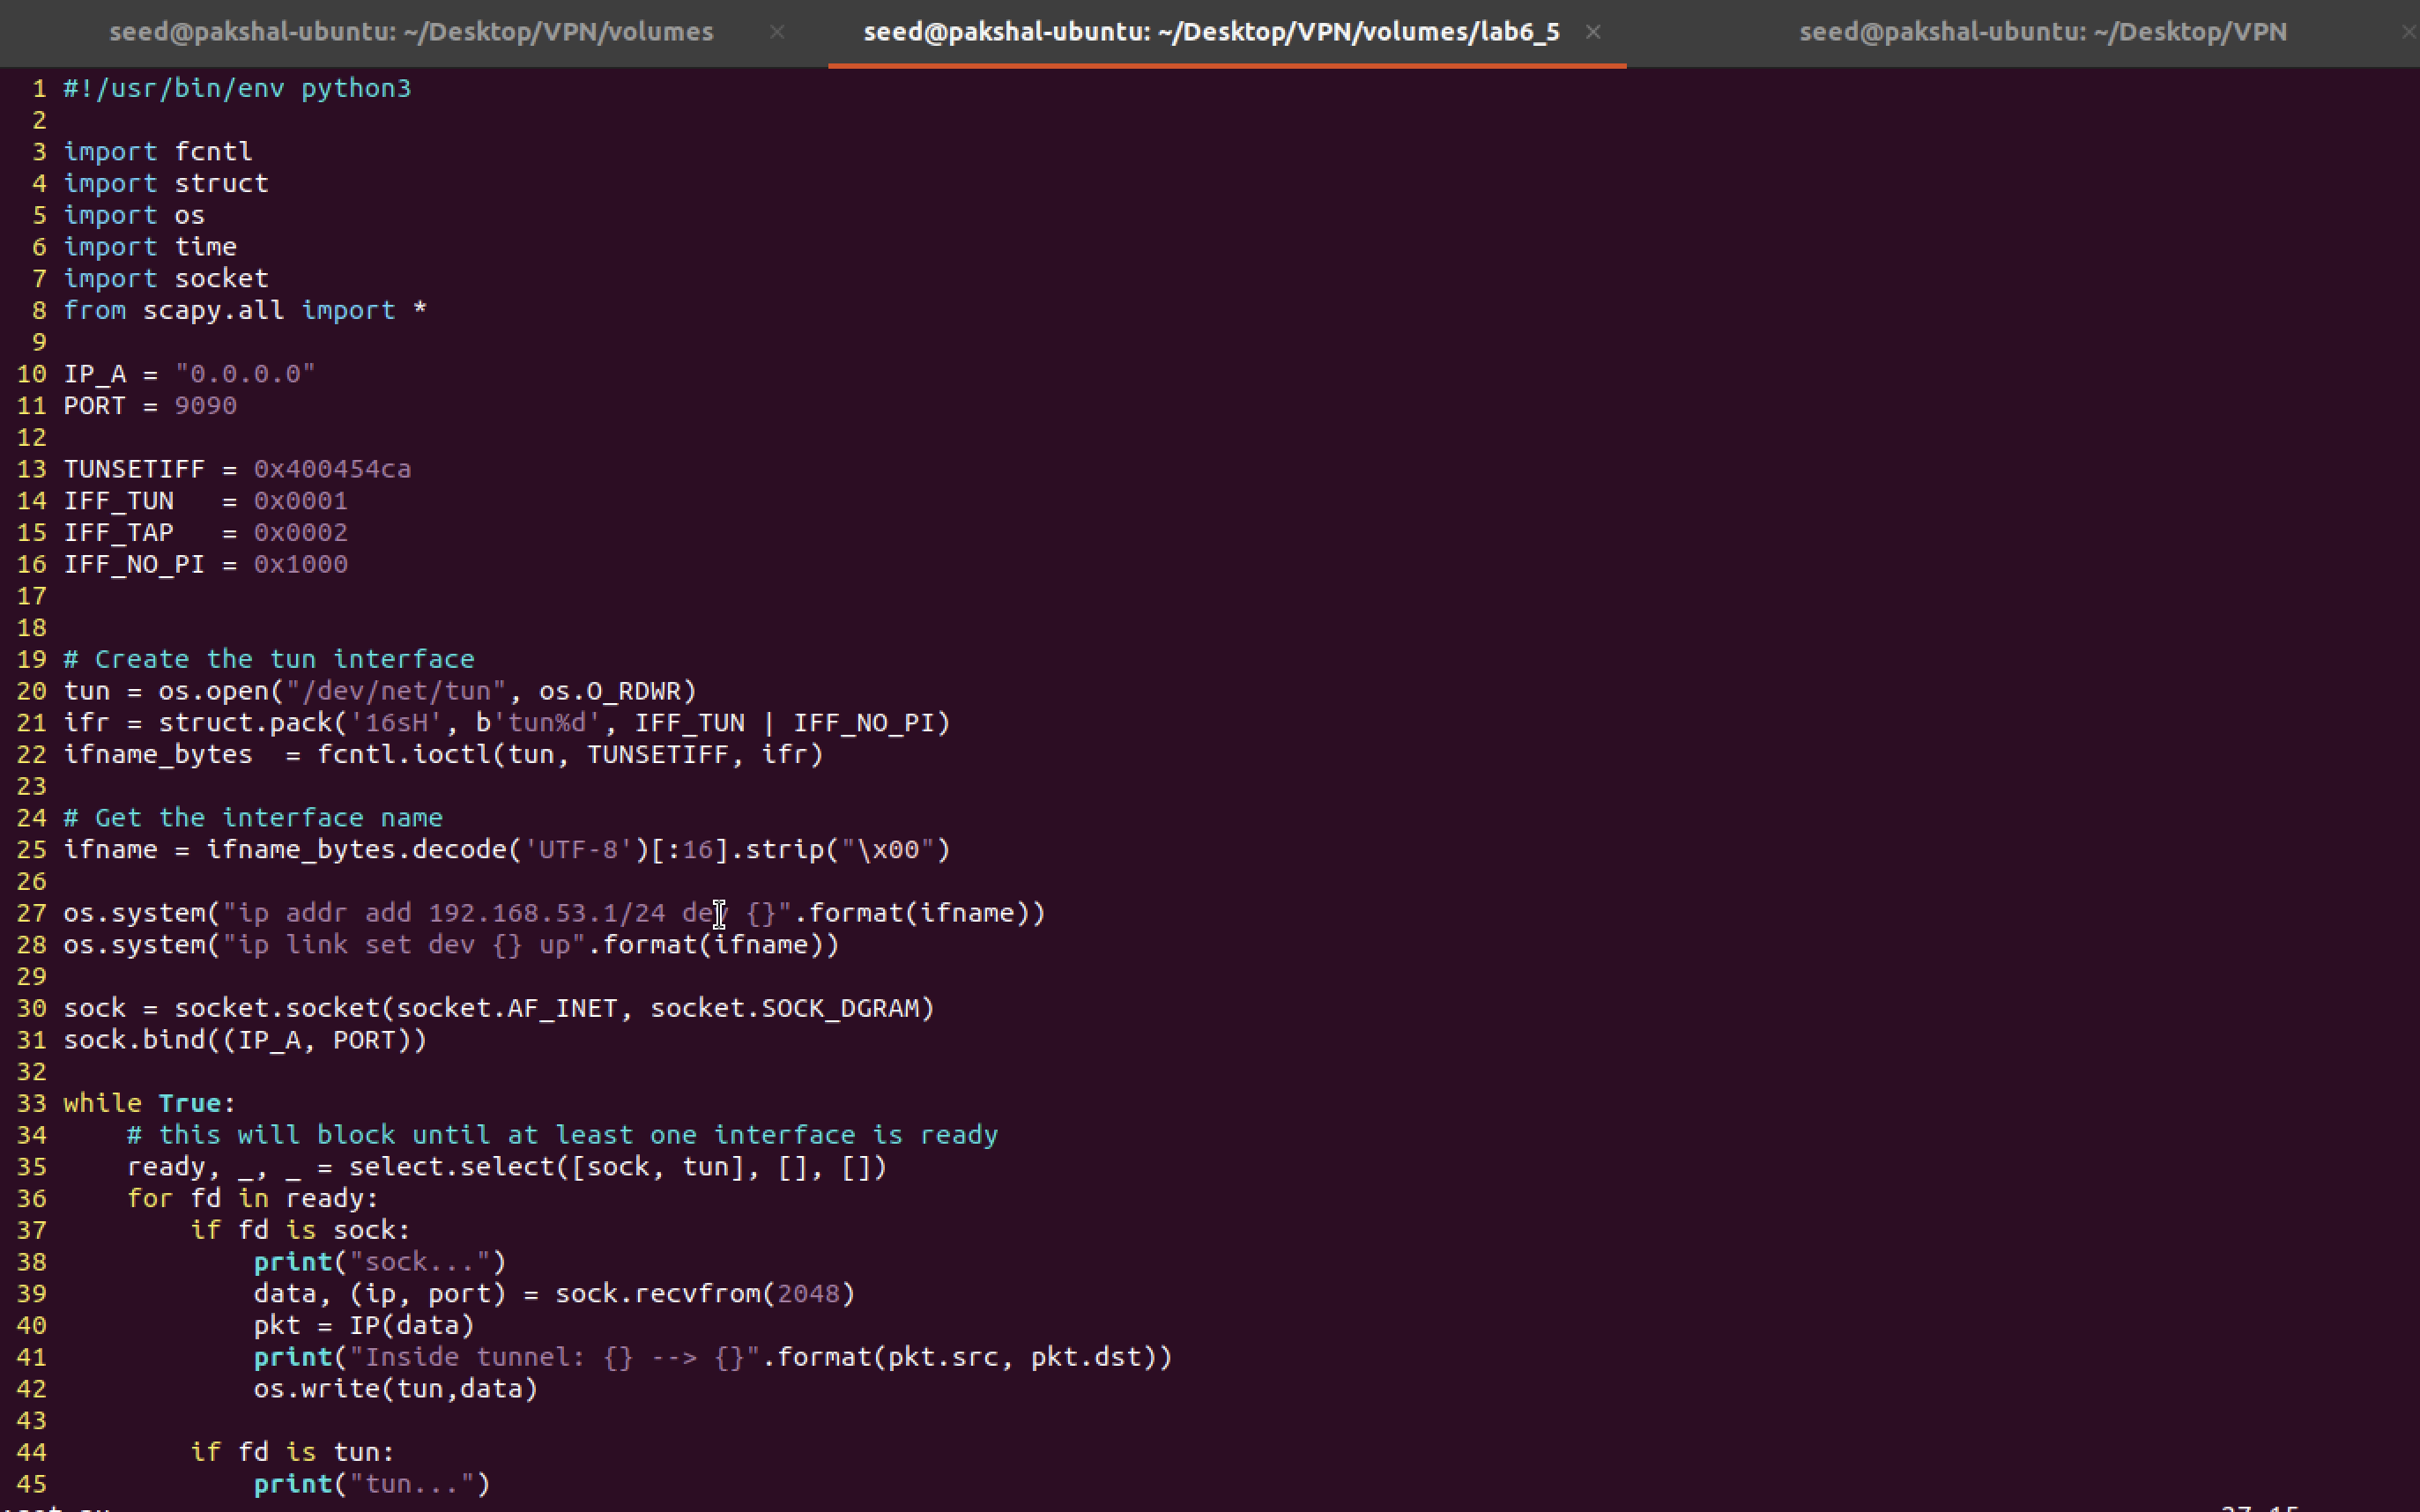 seed@pakshal-ubuntu: ~/Desktop/VPN/volumes × seed@pakshal-ubuntu: ~/Desktop/VPN/volumes/lab6_5 × seed@pakshal-ubuntu: ~/Desktop/VPN ×
1 #!/usr/bin/env python3
2
3 import fcntl
4 import struct
5 import os
6 import time
7 import socket
8 from scapy.all import *
9
10 IP_A = "0.0.0.0"
11 PORT = 9090
12
13 TUNSETIFF = 0x400454ca
14 IFF_TUN   = 0x0001
15 IFF_TAP   = 0x0002
16 IFF_NO_PI = 0x1000
17
18
19 # Create the tun interface
20 tun = os.open("/dev/net/tun", os.O_RDWR)
21 ifr = struct.pack('16sH', b'tun%d', IFF_TUN | IFF_NO_PI)
22 ifname_bytes  = fcntl.ioctl(tun, TUNSETIFF, ifr)
23
24 # Get the interface name
25 ifname = ifname_bytes.decode('UTF-8')[:16].strip("\x00")
26
27 os.system("ip addr add 192.168.53.1/24 dev {}".format(ifname))
28 os.system("ip link set dev {} up".format(ifname))
29
30 sock = socket.socket(socket.AF_INET, socket.SOCK_DGRAM)
31 sock.bind((IP_A, PORT))
32
33 while True:
34     # this will block until at least one interface is ready
35     ready, _, _ = select.select([sock, tun], [], [])
36     for fd in ready:
37         if fd is sock:
38             print("sock...")
39             data, (ip, port) = sock.recvfrom(2048)
40             pkt = IP(data)
41             print("Inside tunnel: {} --> {}".format(pkt.src, pkt.dst))
42             os.write(tun,data)
43
44         if fd is tun:
45             print("tun...")